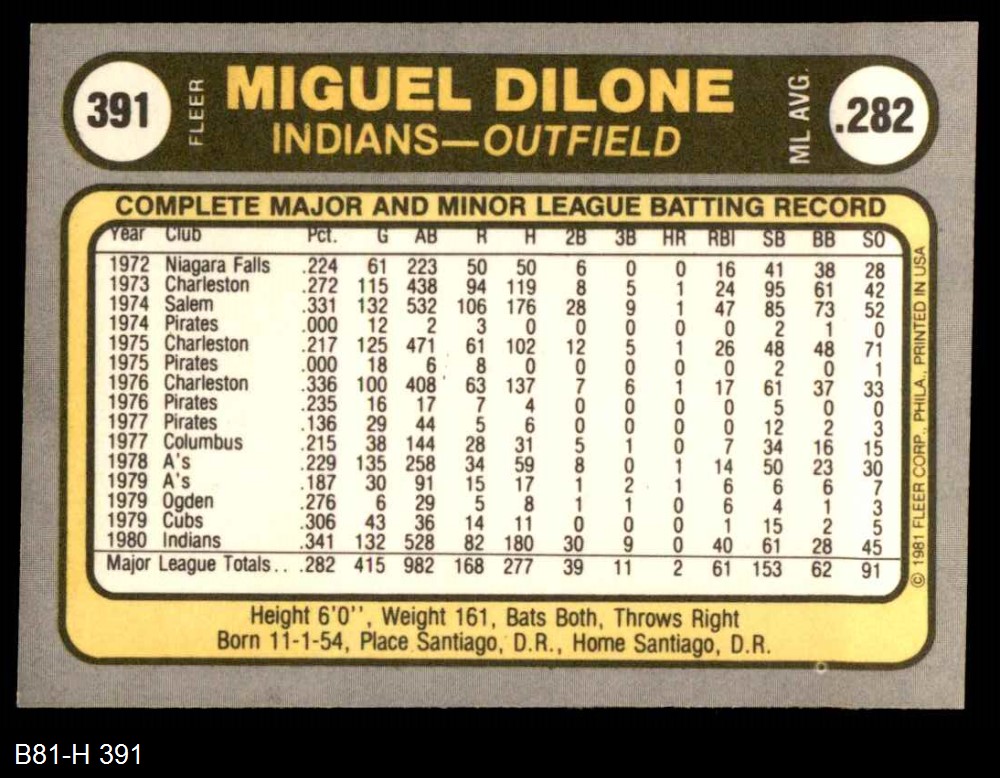 391 FLEER MIGUEL DILONE ML AVG. .282
INDIANS—OUTFIELD
COMPLETE MAJOR AND MINOR LEAGUE BATTING RECORD
Year Club Pct. G AB R H 2B 3B HR RBI SB BB SO
1972 Niagara Falls .224 61 223 50 50 6 0 0 16 41 38 28
1973 Charleston .272 115 438 94 119 8 5 1 24 95 61 42
1974 Salem .331 132 532 106 176 28 9 1 47 85 73 52
1974 Pirates .000 12 2 3 0 0 0 0 0 2 1 0
1975 Charleston .217 125 471 61 102 12 5 1 26 48 48 71
1975 Pirates .000 18 6 8 0 0 0 0 0 2 0 1
1976 Charleston .336 100 408 63 137 7 6 1 17 61 37 33
1976 Pirates .235 16 17 7 4 0 0 0 0 5 0 0
1977 Pirates .136 29 44 5 6 0 0 0 0 12 2 3
1977 Columbus .215 38 144 28 31 5 1 0 7 34 16 15
1978 A's .229 135 258 34 59 8 0 1 14 50 23 30
1979 A's .187 30 91 15 17 1 2 1 6 6 6 7
1979 Ogden .276 6 29 5 8 1 1 0 6 4 1 3
1979 Cubs .306 43 36 14 11 0 0 0 1 15 2 5
1980 Indians .341 132 528 82 180 30 9 0 40 61 28 45
Major League Totals... .282 415 982 168 277 39 11 2 61 153 62 91
Height 6'0'', Weight 161, Bats Both, Throws Right
Born 11-1-54, Place Santiago, D.R., Home Santiago, D.R.
© 1981 FLEER CORP., PHILA., PRINTED IN USA
B81-H 391